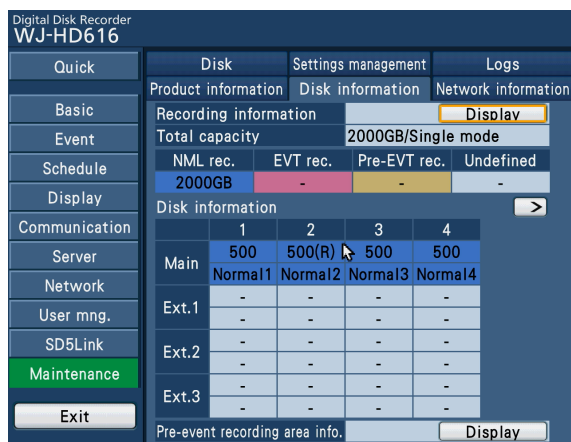 Digital Disk Recorder
WJ-HD616
Quick
Basic
Event
Schedule
Display
Communication
Server
Network
User mng.
SD5Link
Maintenance
Exit
Disk Settings management Logs
Product information Disk information Network information
Recording information Display
Total capacity 2000GB/Single mode
NML rec. EVT rec. Pre-EVT rec. Undefined
2000GB - - -
Disk information >
1 2 3 4
Main 500 500(R) 500 500
Normal1 Normal2 Normal3 Normal4
Ext.1 - - - -
- - - -
Ext.2 - - - -
- - - -
Ext.3 - - - -
- - - -
Pre-event recording area info. Display